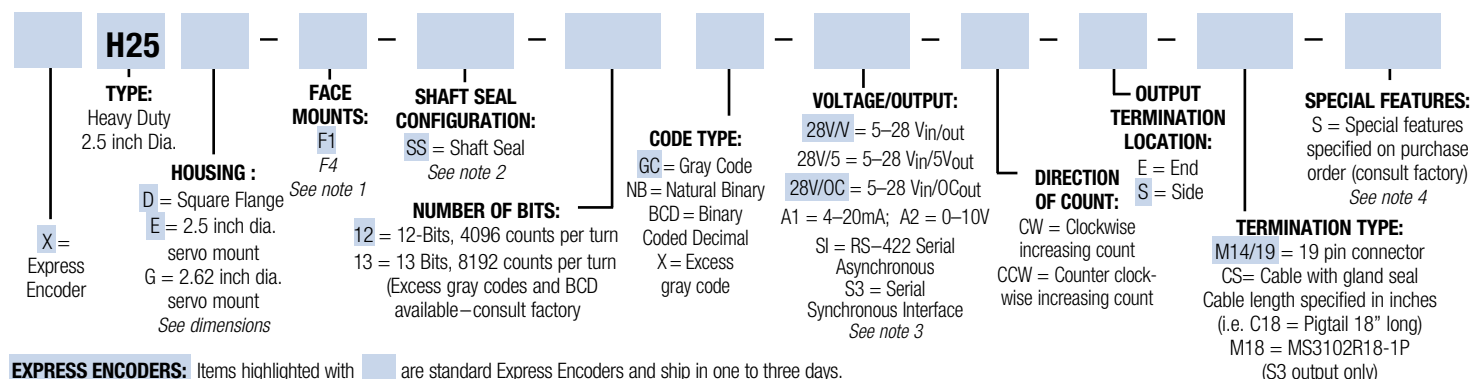 H25 – – – – – – – –
X =
Express
Encoder
TYPE:
Heavy Duty
2.5 inch Dia.
HOUSING :
D = Square Flange
E = 2.5 inch dia.
servo mount
G = 2.62 inch dia.
servo mount
See dimensions
FACE
MOUNTS:
F1
F4
See note 1
SHAFT SEAL
CONFIGURATION:
SS = Shaft Seal
See note 2
NUMBER OF BITS:
12 = 12-Bits, 4096 counts per turn
13 = 13 Bits, 8192 counts per turn
(Excess gray codes and BCD
available–consult factory
CODE TYPE:
GC = Gray Code
NB = Natural Binary
BCD = Binary
Coded Decimal
X = Excess
gray code
VOLTAGE/OUTPUT:
28V/V = 5–28 Vin/out
28V/5 = 5–28 Vin/5Vout
28V/OC = 5–28 Vin/OCout
A1 = 4–20mA; A2 = 0–10V
SI = RS–422 Serial
Asynchronous
S3 = Serial
Synchronous Interface
See note 3
DIRECTION
OF COUNT:
CW = Clockwise
increasing count
CCW = Counter clock-
wise increasing count
OUTPUT
TERMINATION
LOCATION:
E = End
S = Side
TERMINATION TYPE:
M14/19 = 19 pin connector
CS= Cable with gland seal
Cable length specified in inches
(i.e. C18 = Pigtail 18” long)
M18 = MS3102R18-1P
(S3 output only)
SPECIAL FEATURES:
S = Special features
specified on purchase
order (consult factory)
See note 4
EXPRESS ENCODERS: Items highlighted with are standard Express Encoders and ship in one to three days.